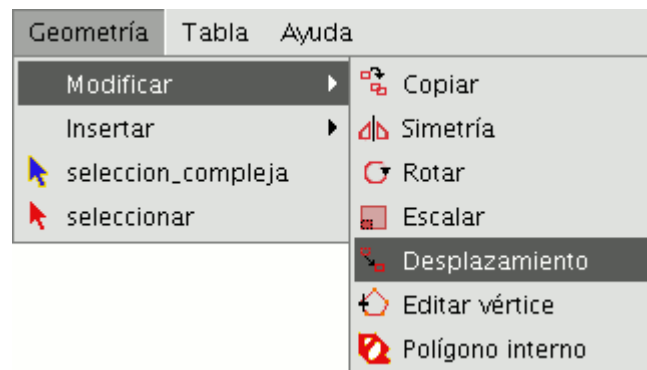 Geometría Tabla Ayuda
Modificar
Insertar
seleccion_compleja
seleccionar
Copiar
Simetría
Rotar
Escalar
Desplazamiento
Editar vértice
Polígono interno